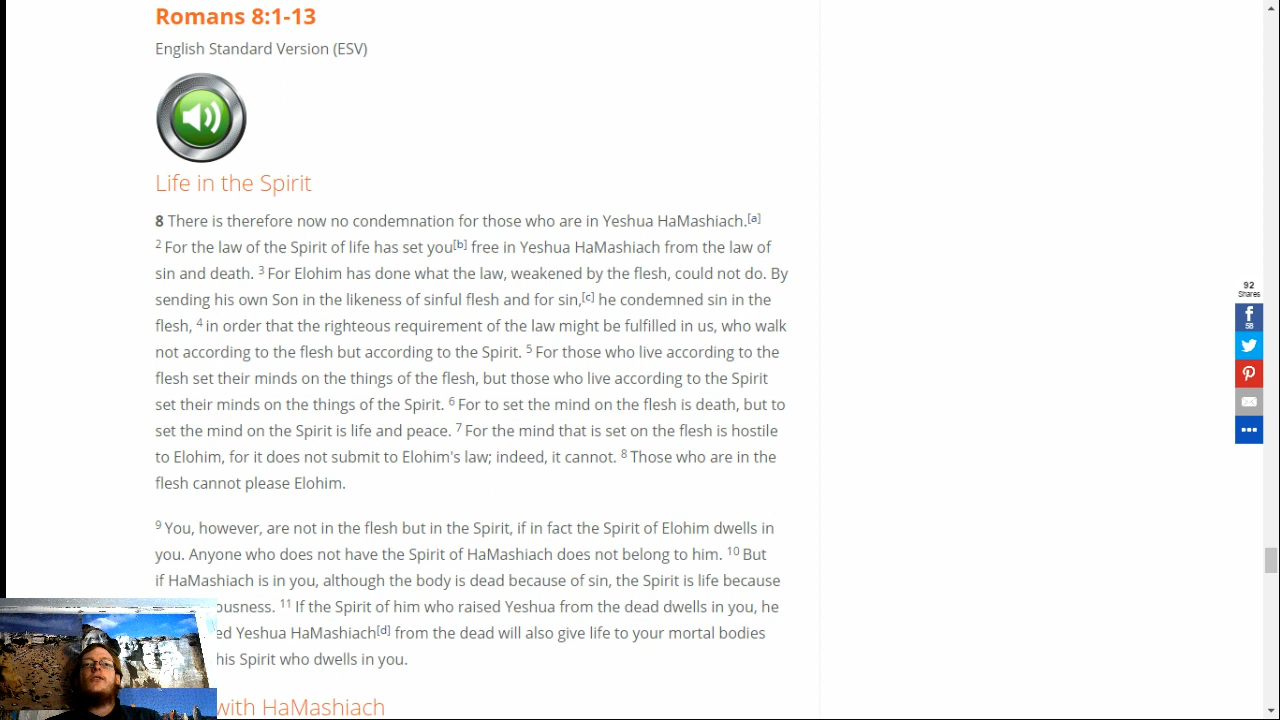 Romans 8:1-13
English Standard Version (ESV)
Life in the Spirit
8 There is therefore now no condemnation for those who are in Yeshua HaMashiach.[a]
2 For the law of the Spirit of life has set you[b] free in Yeshua HaMashiach from the law of
sin and death. 3 For Elohim has done what the law, weakened by the flesh, could not do. By
sending his own Son in the likeness of sinful flesh and for sin,[c] he condemned sin in the
flesh, 4 in order that the righteous requirement of the law might be fulfilled in us, who walk
not according to the flesh but according to the Spirit. 5 For those who live according to the
flesh set their minds on the things of the flesh, but those who live according to the Spirit
set their minds on the things of the Spirit. 6 For to set the mind on the flesh is death, but to
set the mind on the Spirit is life and peace. 7 For the mind that is set on the flesh is hostile
to Elohim, for it does not submit to Elohim's law; indeed, it cannot. 8 Those who are in the
flesh cannot please Elohim.
9 You, however, are not in the flesh but in the Spirit, if in fact the Spirit of Elohim dwells in
you. Anyone who does not have the Spirit of HaMashiach does not belong to him. 10 But
if HaMashiach is in you, although the body is dead because of sin, the Spirit is life because
ousness. 11 If the Spirit of him who raised Yeshua from the dead dwells in you, he
ed Yeshua HaMashiach[d] from the dead will also give life to your mortal bodies
his Spirit who dwells in you.
with HaMashiach
92
Shares
58